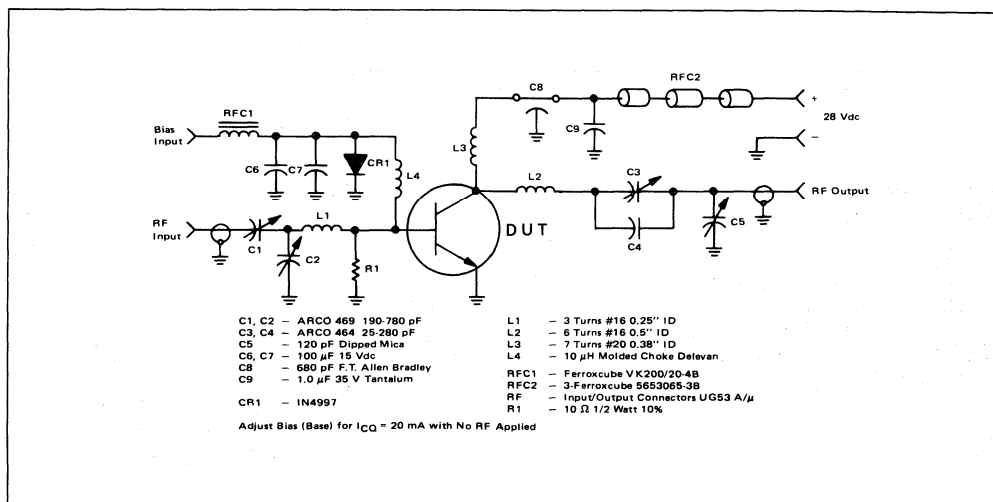 RFC2
C8
+
28 Vdc
−
C9
RFC1
Bias
Input
L3
CR1
L4
C6
C7
L2
C3
RF Output
C5
C4
RF
Input
L1
C1
C2
R1
DUT
C1, C2 – ARCO 469 190-780 pF
C3, C4 – ARCO 464 25-280 pF
C5 – 120 pF Dipped Mica
C6, C7 – 100 μF 15 Vdc
C8 – 680 pF F.T. Allen Bradley
C9 – 1.0 μF 35 V Tantalum
CR1 – IN4997
L1 – 3 Turns #16 0.25" ID
L2 – 6 Turns #16 0.5" ID
L3 – 7 Turns #20 0.38" ID
L4 – 10 μH Molded Choke Delevan
RFC1 – Ferroxcube VK200/20-4B
RFC2 – 3-Ferroxcube 5653065-3B
RF – Input/Output Connectors UG53 A/μ
R1 – 10 Ω 1/2 Watt 10%
Adjust Bias (Base) for ICQ = 20 mA with No RF Applied